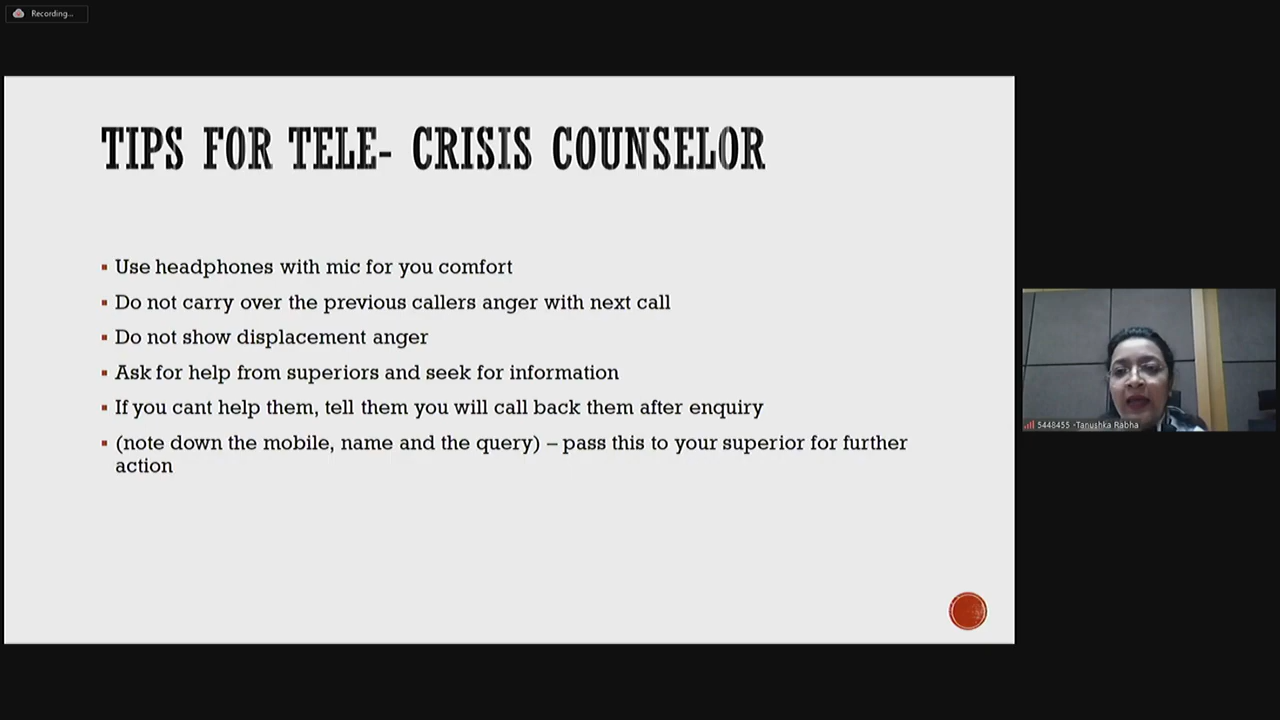 Recording...
TIPS FOR TELE- CRISIS COUNSELOR
Use headphones with mic for you comfort
Do not carry over the previous callers anger with next call
Do not show displacement anger
Ask for help from superiors and seek for information
If you cant help them, tell them you will call back them after enquiry
(note down the mobile, name and the query) – pass this to your superior for further
action
5448455 -Tanushka Rabha